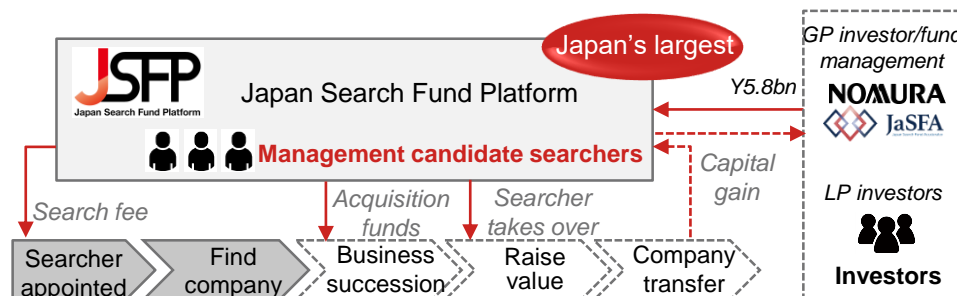 Japan's largest
GP investor/fund
management
NOMURA
JaSFA
JSFP
Japan Search Fund Platform
Japan Search Fund Platform
Y5.8bn
Management candidate searchers
Search fee
Acquisition
funds
Searcher
takes over
Capital
gain
LP investors
Investors
Searcher
appointed
Find
company
Business
succession
Raise
value
Company
transfer